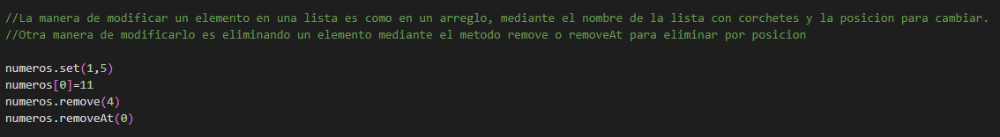 //La manera de modificar un elemento en una lista es como en un arreglo, mediante el nombre de la lista con corchetes y la posicion para cambiar.
//Otra manera de modificarlo es eliminando un elemento mediante el metodo remove o removeAt para eliminar por posicion
numeros.set(1,5)
numeros[0]=11
numeros.remove(4)
numeros.removeAt(0)